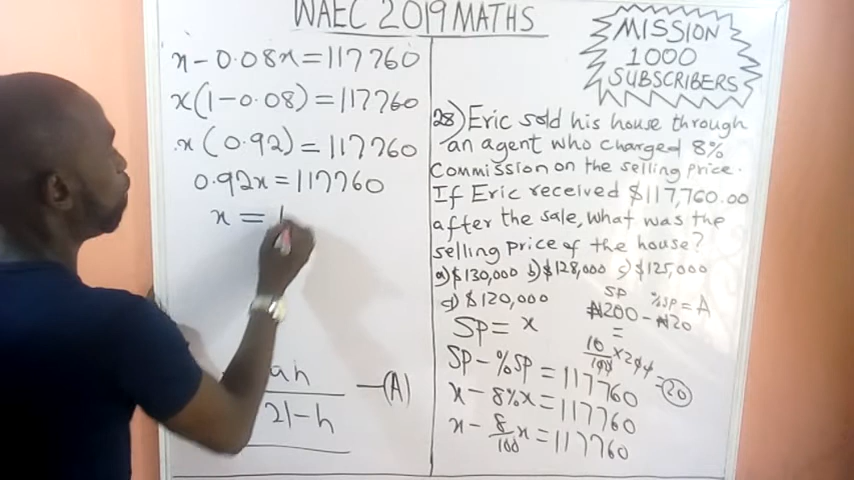 WAEC 2019 MATHS
x - 0.08x = 117760
x(1 - 0.08) = 117760
x(0.92) = 117760
0.92x = 117760
x = 1
ah
21-h
—(A)
MISSION
1000
SUBSCRIBERS
28) Eric sold his house through
an agent who charged 8%
Commission on the selling price.
If Eric received $117,760.00
after the sale, what was the
selling price of the house?
a) $130,000 b) $128,000 c) $125,000
d) $120,000
SP = x
SP - %SP = 117760
x - 8%x = 117760
x - 8/100 x = 117760
SP %SP = A
₦200 - ₦20
=
10/100 × 200 = 20